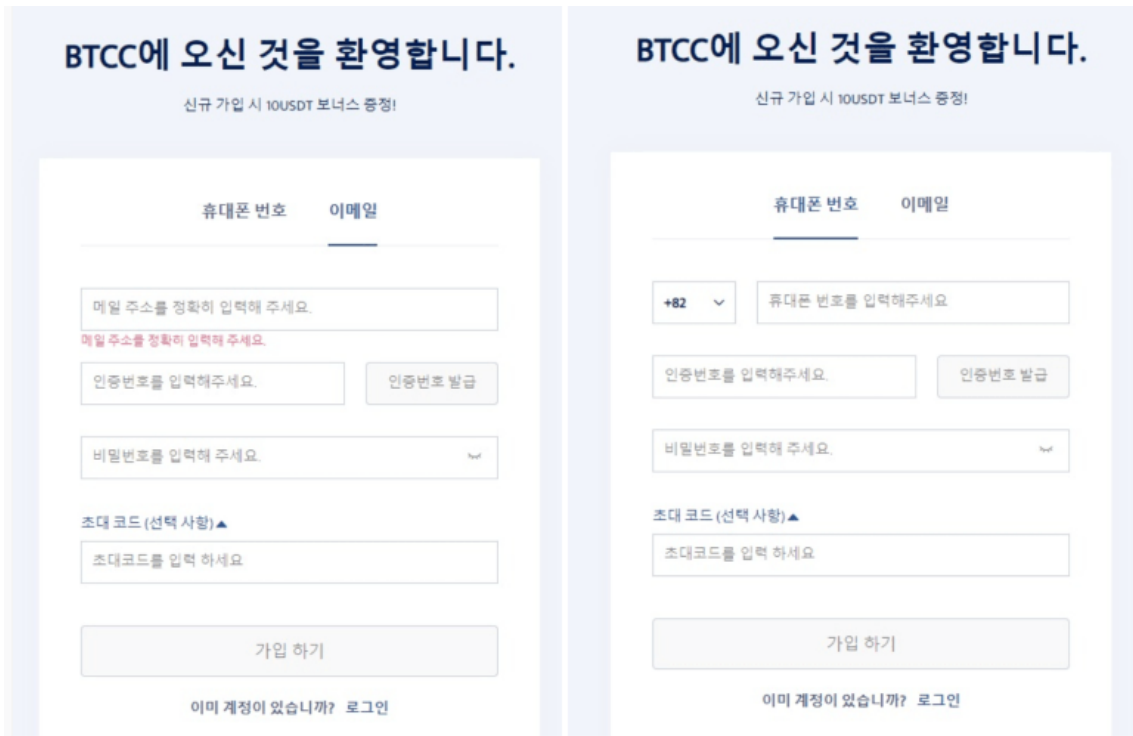 BTCC에 오신 것을 환영합니다.
신규 가입 시 10USDT 보너스 증정!
휴대폰 번호 이메일
메일 주소를 정확히 입력해 주세요.
메일 주소를 정확히 입력해 주세요.
인증번호를 입력해주세요. 인증번호 발급
비밀번호를 입력해 주세요.
초대 코드 (선택 사항)▲
초대코드를 입력 하세요
가입 하기
이미 계정이 있습니까? 로그인
BTCC에 오신 것을 환영합니다.
신규 가입 시 10USDT 보너스 증정!
휴대폰 번호 이메일
+82 휴대폰 번호를 입력해주세요
인증번호를 입력해주세요. 인증번호 발급
비밀번호를 입력해 주세요.
초대 코드 (선택 사항)▲
초대코드를 입력 하세요
가입 하기
이미 계정이 있습니까? 로그인